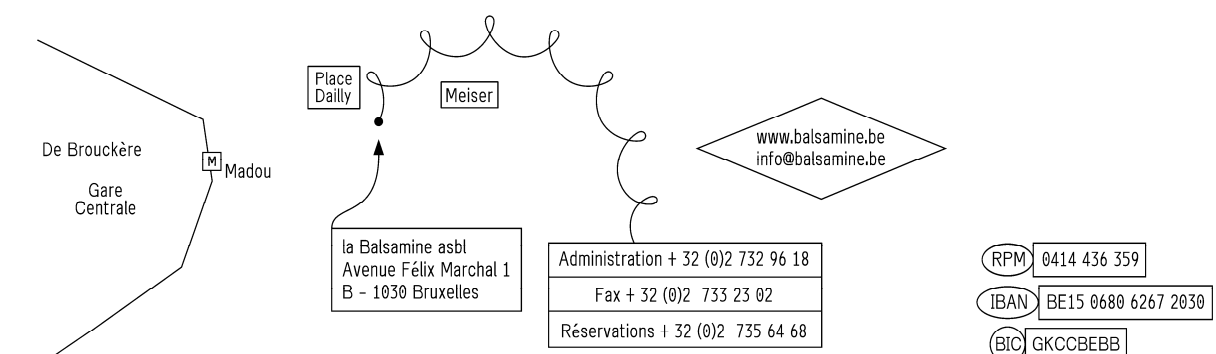 De Brouckère
Gare
Centrale
M
Madou
Place
Dailly
Meiser
la Balsamine asbl
Avenue Félix Marchal 1
B - 1030 Bruxelles
Administration + 32 (0)2 732 96 18
Fax + 32 (0)2 733 23 02
Réservations + 32 (0)2 735 64 68
www.balsamine.be
info@balsamine.be
RPM 0414 436 359
IBAN BE15 0680 6267 2030
BIC GKCCBEBB